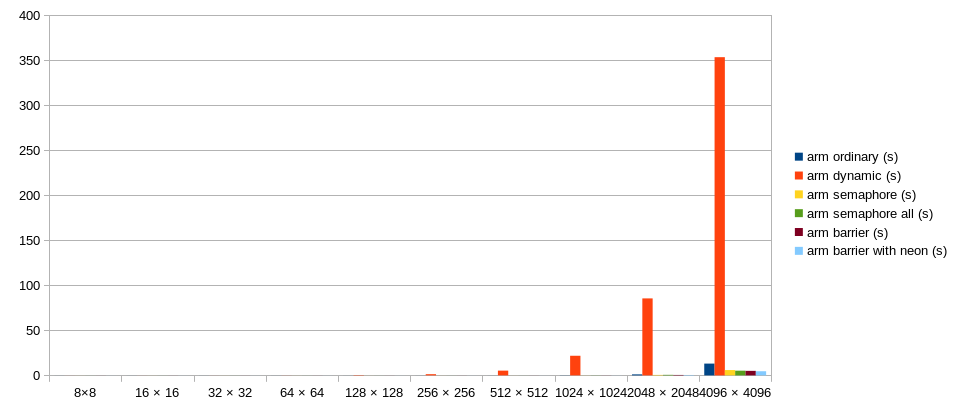 400
350
300
250
200
150
100
50
0
8×8
16 × 16
32 × 32
64 × 64
128 × 128
256 × 256
512 × 512
1024 × 1024
2048 × 2048
4096 × 4096
arm ordinary (s)
arm dynamic (s)
arm semaphore (s)
arm semaphore all (s)
arm barrier (s)
arm barrier with neon (s)